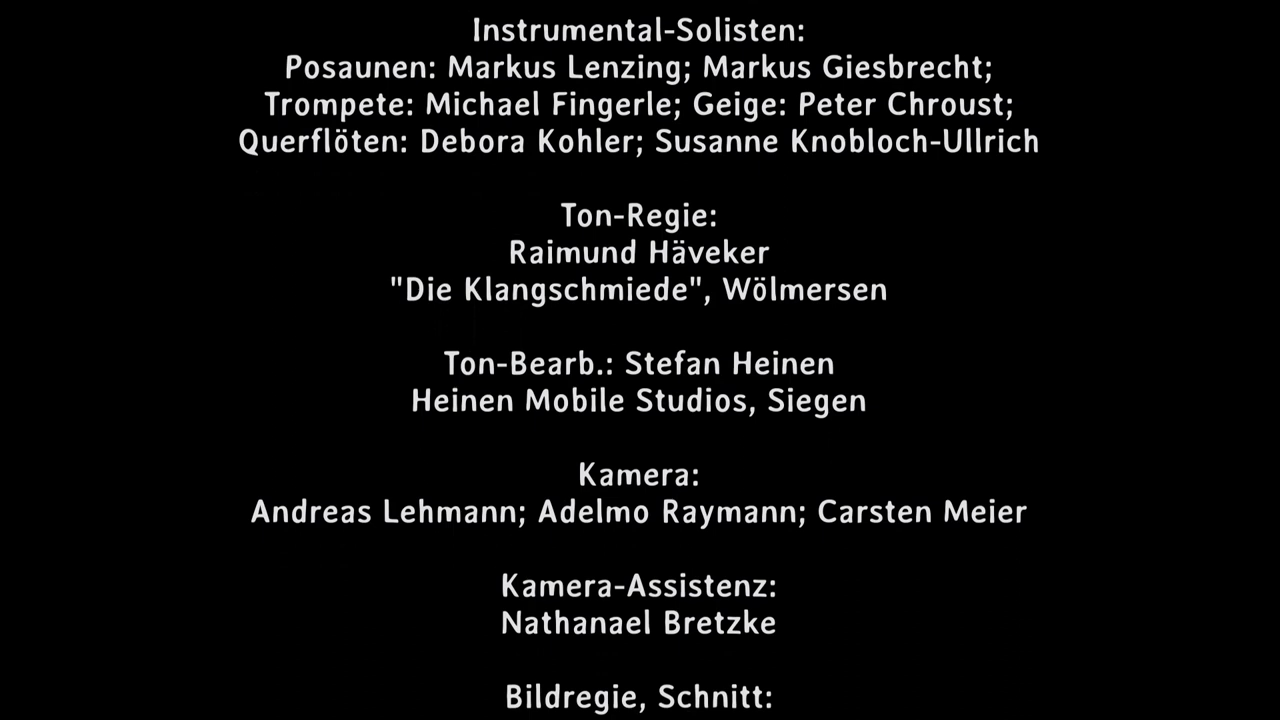 Instrumental-Solisten:
Posaunen: Markus Lenzing; Markus Giesbrecht;
Trompete: Michael Fingerle; Geige: Peter Chroust;
Querflöten: Debora Kohler; Susanne Knobloch-Ullrich
Ton-Regie:
Raimund Häveker
"Die Klangschmiede", Wölmersen
Ton-Bearb.: Stefan Heinen
Heinen Mobile Studios, Siegen
Kamera:
Andreas Lehmann; Adelmo Raymann; Carsten Meier
Kamera-Assistenz:
Nathanael Bretzke
Bildregie, Schnitt: